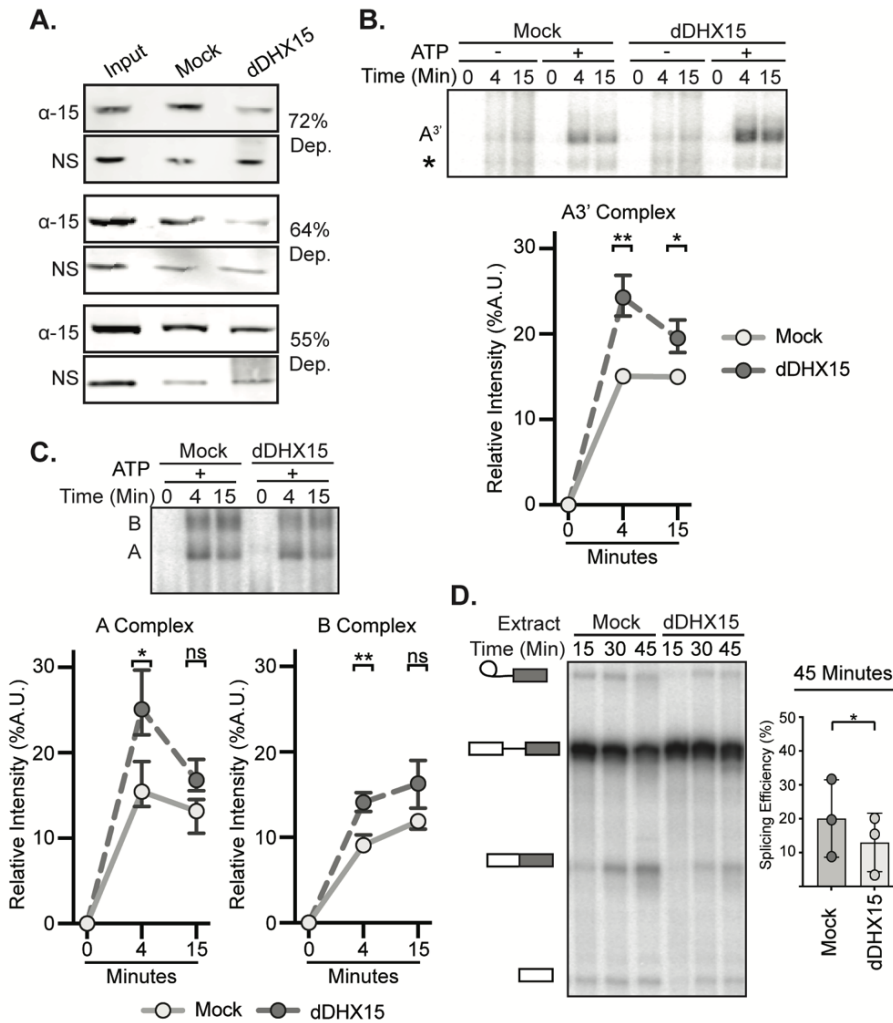 A.
Input Mock dDHX15
α-15
72%
Dep.
NS
α-15
64%
Dep.
NS
α-15
55%
Dep.
NS
B.
Mock dDHX15
ATP - + - +
Time (Min) 0 4 15 0 4 15 0 4 15 0 4 15
A3'
*
A3' Complex
** *
Relative Intensity (%A.U.)
30
20
10
0
0 4 15
Minutes
Mock
dDHX15
C.
Mock dDHX15
ATP + +
Time (Min) 0 4 15 0 4 15
B
A
A Complex
* ns
Relative Intensity (%A.U.)
30
20
10
0
0 4 15
Minutes
B Complex
** ns
Relative Intensity (%A.U.)
30
20
10
0
0 4 15
Minutes
Mock dDHX15
D.
Extract Mock dDHX15
Time (Min) 15 30 45 15 30 45
45 Minutes
*
Splicing Efficiency (%)
50
40
30
20
10
Mock dDHX15